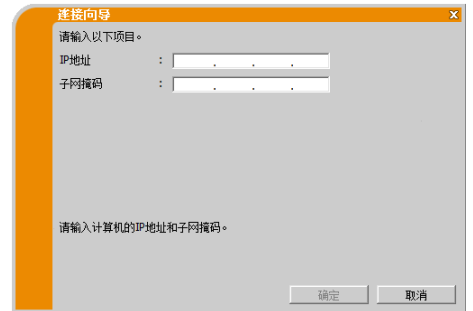 连接向导
请输入以下项目。
IP地址 : . . .
子网掩码 : . . .
请输入计算机的IP地址和子网掩码。
确定 取消